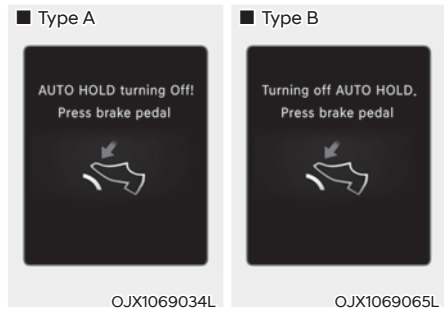 ■ Type A
AUTO HOLD turning Off!
Press brake pedal
OJX1069034L
■ Type B
Turning off AUTO HOLD.
Press brake pedal
OJX1069065L